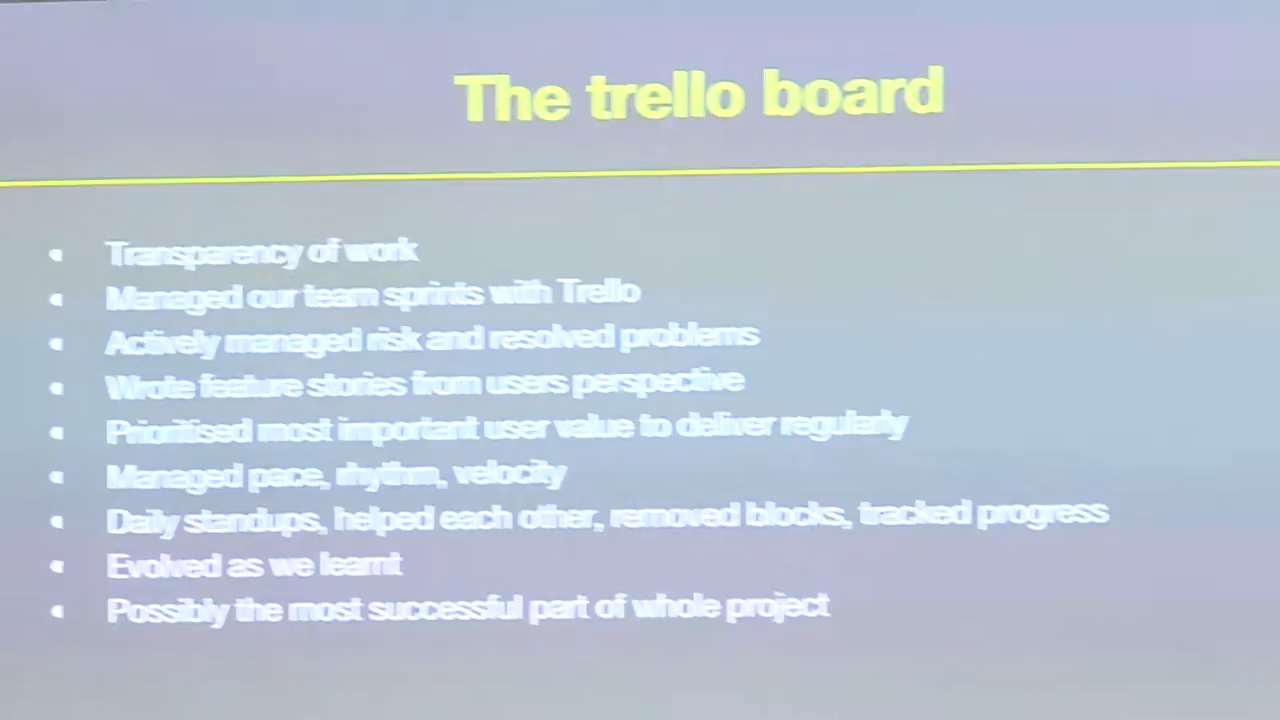 The trello board
Transparency of work
Managed our team sprints with Trello
Actively managed risk and resolved problems
Wrote feature stories from users perspective
Prioritised most important user value to deliver regularly
Managed pace, rhythm, velocity
Daily standups, helped each other, removed blocks, tracked progress
Evolved as we learnt
Possibly the most successful part of whole project